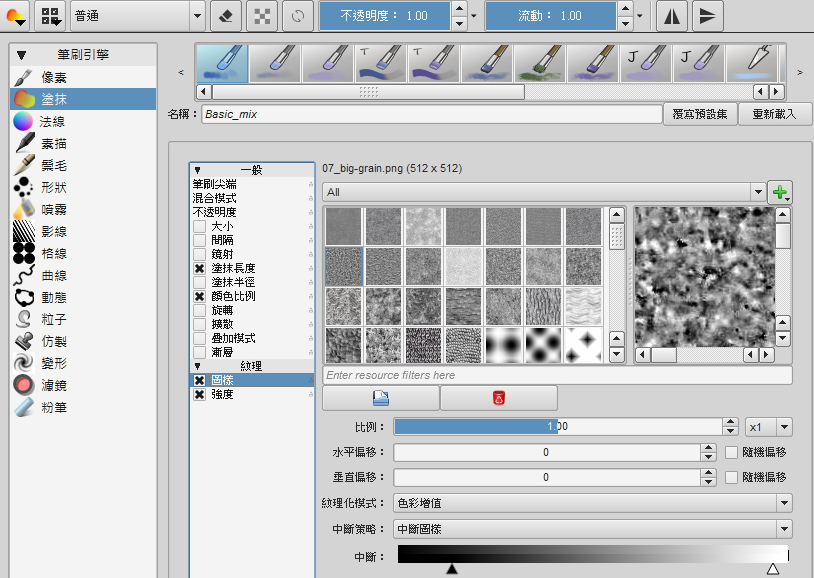 普通
不透明度： 1.00
流動： 1.00
筆刷引擎
像素
塗抹
法線
素描
鬃毛
形狀
噴霧
影線
格線
曲線
動態
粒子
仿製
變形
濾鏡
粉筆
T
T
J
J
名稱：
Basic_mix
覆寫預設集
重新載入
一般
筆刷尖端
混合模式
不透明度
大小
間隔
鏡射
塗抹長度
塗抹半徑
顏色比例
旋轉
擴散
疊加模式
漸層
紋理
圖樣
強度
07_big-grain.png (512 x 512)
All
Enter resource filters here
比例：
1.00
x1
水平偏移：
0
隨機偏移
垂直偏移：
0
隨機偏移
紋理化模式：
色彩增值
中斷策略：
中斷圖樣
中斷：